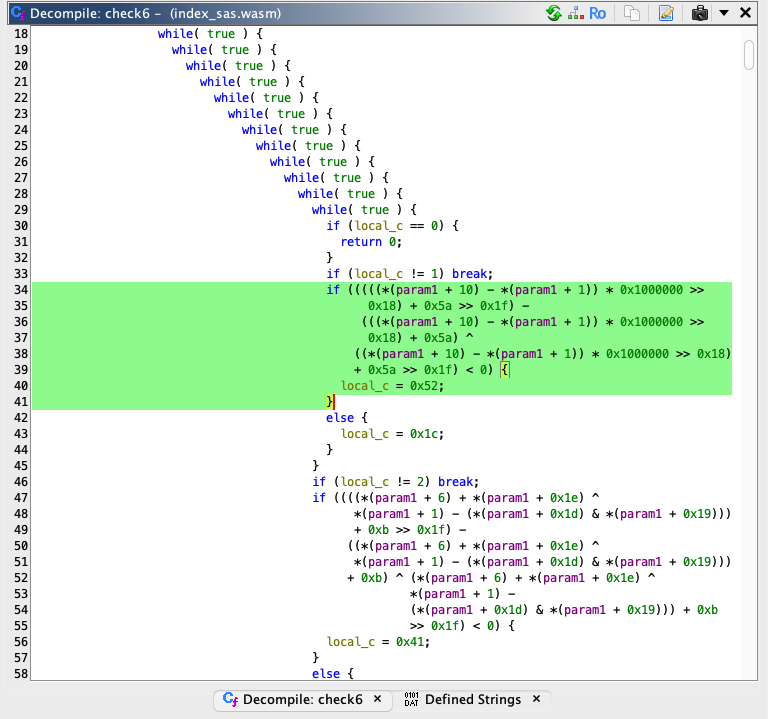 Decompile: check6 – (index_sas.wasm)
Ro
18 while( true ) {
19 while( true ) {
20 while( true ) {
21 while( true ) {
22 while( true ) {
23 while( true ) {
24 while( true ) {
25 while( true ) {
26 while( true ) {
27 while( true ) {
28 while( true ) {
29 while( true ) {
30 if (local_c == 0) {
31 return 0;
32 }
33 if (local_c != 1) break;
34 if (((((*(param1 + 10) - *(param1 + 1)) * 0x1000000 >>
35 0x18) + 0x5a >> 0x1f) -
36 (((*(param1 + 10) - *(param1 + 1)) * 0x1000000 >>
37 0x18) + 0x5a) ^
38 ((*(param1 + 10) - *(param1 + 1)) * 0x1000000 >> 0x18)
39 + 0x5a >> 0x1f) < 0) {
40 local_c = 0x52;
41 }
42 else {
43 local_c = 0x1c;
44 }
45 }
46 if (local_c != 2) break;
47 if ((((*(param1 + 6) + *(param1 + 0x1e) ^
48 *(param1 + 1) - (*(param1 + 0x1d) & *(param1 + 0x19)))
49 + 0xb >> 0x1f) -
50 ((*(param1 + 6) + *(param1 + 0x1e) ^
51 *(param1 + 1) - (*(param1 + 0x1d) & *(param1 + 0x19)))
52 + 0xb) ^ (*(param1 + 6) + *(param1 + 0x1e) ^
53 *(param1 + 1) -
54 (*(param1 + 0x1d) & *(param1 + 0x19))) + 0xb
55 >> 0x1f) < 0) {
56 local_c = 0x41;
57 }
58 else {
Decompile: check6 ×
0101 DAT Defined Strings ×